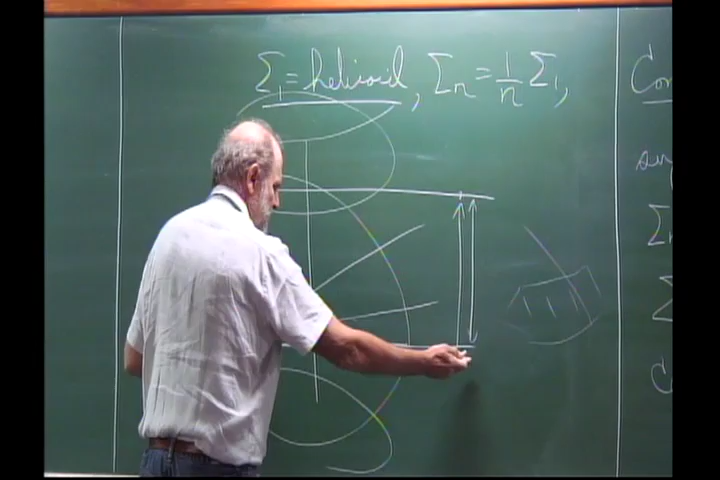 Σ₁ = helicoid, Σn = 1/n Σ₁,
Σ
Σ